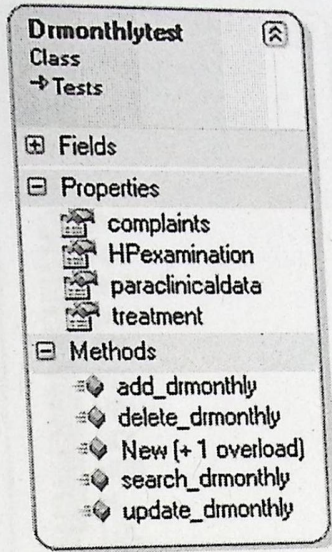 Drmonthlytest
Class
Tests
Fields
Properties
complaints
HPexamination
paraclinicaldata
treatment
Methods
add_drmonthly
delete_drmonthly
New (+ 1 overload)
search_drmonthly
update_drmonthly